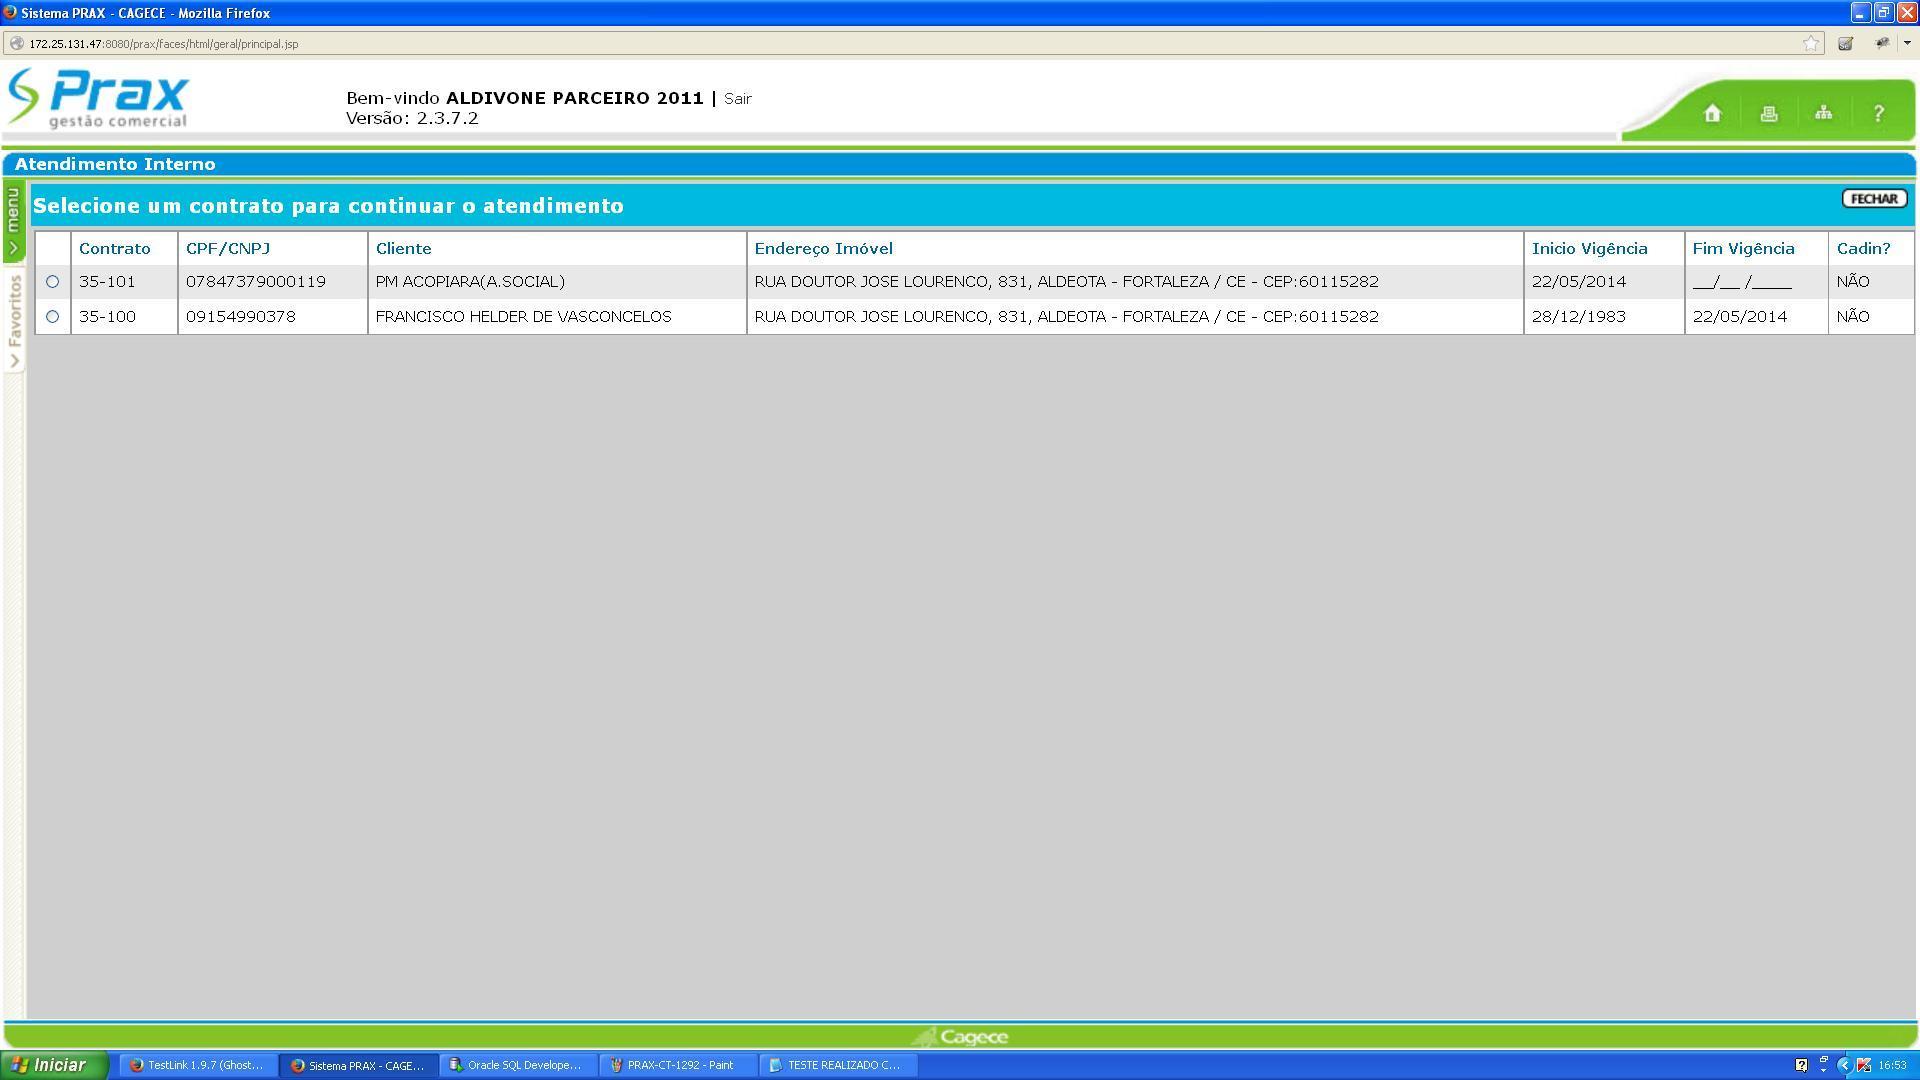 Sistema PRAX - CAGECE - Mozilla Firefox
172.25.131.47:8080/prax/faces/html/geral/principal.jsp
Prax
gestão comercial
Bem-vindo ALDIVONE PARCEIRO 2011 | Sair
Versão: 2.3.7.2
?
Atendimento Interno
menu
Favoritos
Selecione um contrato para continuar o atendimento
FECHAR
Contrato CPF/CNPJ Cliente Endereço Imóvel Inicio Vigência Fim Vigência Cadin?
35-101 07847379000119 PM ACOPIARA(A.SOCIAL) RUA DOUTOR JOSE LOURENCO, 831, ALDEOTA - FORTALEZA / CE - CEP:60115282 22/05/2014 __/__ /____ NÃO
35-100 09154990378 FRANCISCO HELDER DE VASCONCELOS RUA DOUTOR JOSE LOURENCO, 831, ALDEOTA - FORTALEZA / CE - CEP:60115282 28/12/1983 22/05/2014 NÃO
Cagece
Iniciar TestLink 1.9.7 (Ghost... Sistema PRAX - CAGE... Oracle SQL Develope... PRAX-CT-1292 - Paint TESTE REALIZADO C... 16:53